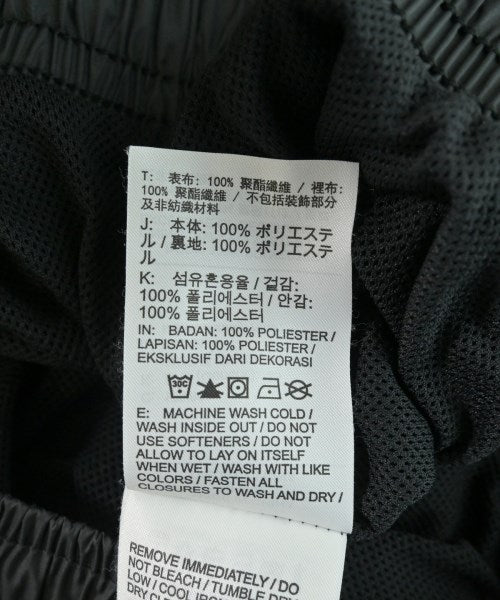 T: 表布: 100% 聚酯纖維 / 裡布:
100% 聚酯纖維 / 不包括裝飾部分
及非紡織材料
J: 本体: 100% ポリエステ
ル / 裏地: 100% ポリエステ
ル
K: 섬유혼용율 / 겉감:
100% 폴리에스터 / 안감:
100% 폴리에스터
IN: BADAN: 100% POLIESTER /
LAPISAN: 100% POLIESTER /
EKSKLUSIF DARI DEKORASI
30C
E: MACHINE WASH COLD /
WASH INSIDE OUT / DO NOT
USE SOFTENERS / DO NOT
ALLOW TO LAY ON ITSELF
WHEN WET / WASH WITH LIKE
COLORS / FASTEN ALL
CLOSURES TO WASH AND DRY /
REMOVE IMMEDIATELY / DO
NOT BLEACH / TUMBLE DRY
LOW / COOL IRON